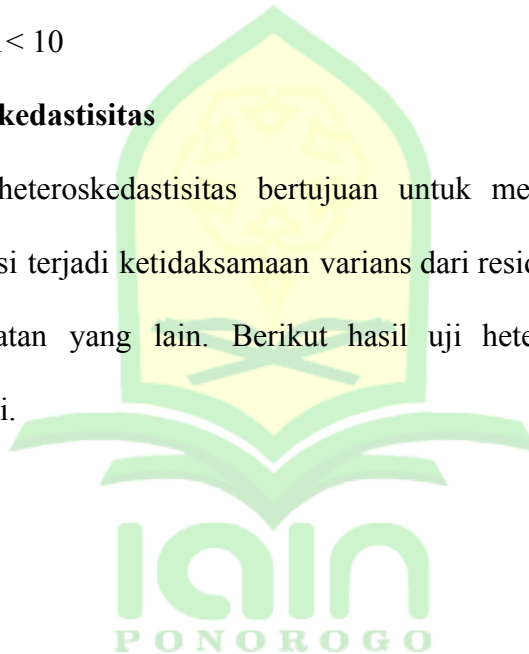 < 10
kedastisitas
heteroskedastisitas bertujuan untuk me
si terjadi ketidaksamaan varians dari resid
atan yang lain. Berikut hasil uji hete
i.
iain
PONOROGO